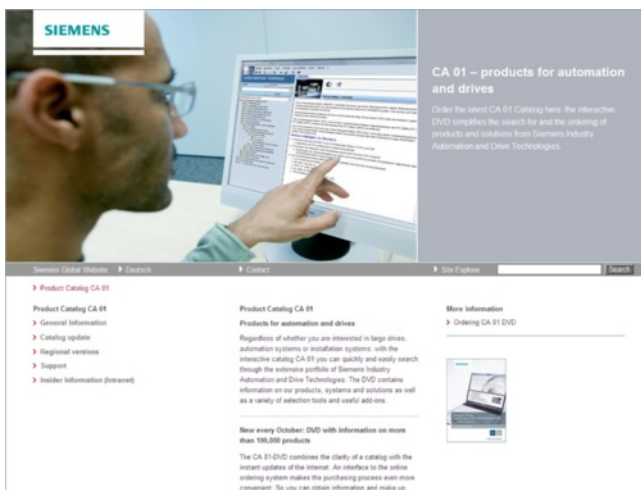 SIEMENS
CA 01 – products for automation
and drives
Order the latest CA 01 Catalog here: the interactive
DVD simplifies the search for and the ordering of
products and solutions from Siemens Industry
Automation and Drive Technologies.
Siemens Global Website Deutsch Contact Site Explorer Search
Product Catalog CA 01
Product Catalog CA 01
General Information
Catalog update
Regional versions
Support
Insider Information (Intranet)
Product Catalog CA 01
Products for automation and drives
Regardless of whether you are interested in large drives,
automation systems or installation systems: with the
interactive catalog CA 01 you can quickly and easily search
through the extensive portfolio of Siemens Industry
Automation and Drive Technologies. The DVD contains
information on our products, systems and solutions as well
as a variety of selection tools and useful add-ons.
New every October: DVD with information on more
than 100,000 products
The CA 01-DVD combines the clarity of a catalog with the
instant updates of the Internet. An interface to the online
ordering system makes the purchasing process even more
convenient. So you can obtain information and make up
More information
Ordering CA 01 DVD